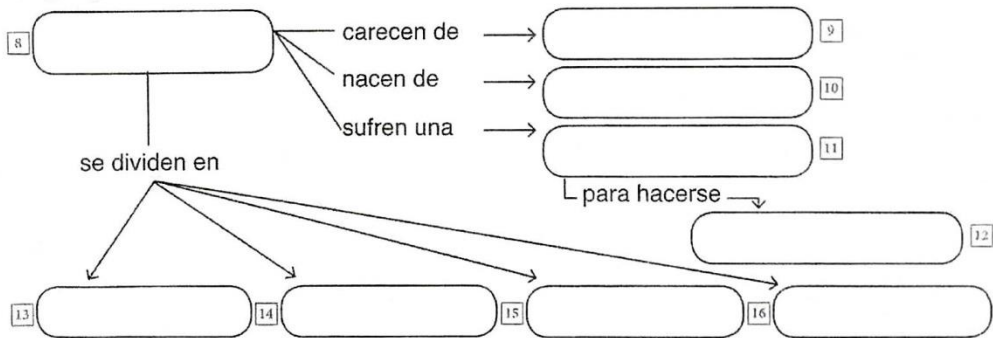 8
carecen de
9
nacen de
10
sufren una
11
se dividen en
para hacerse
12
13
14
15
16